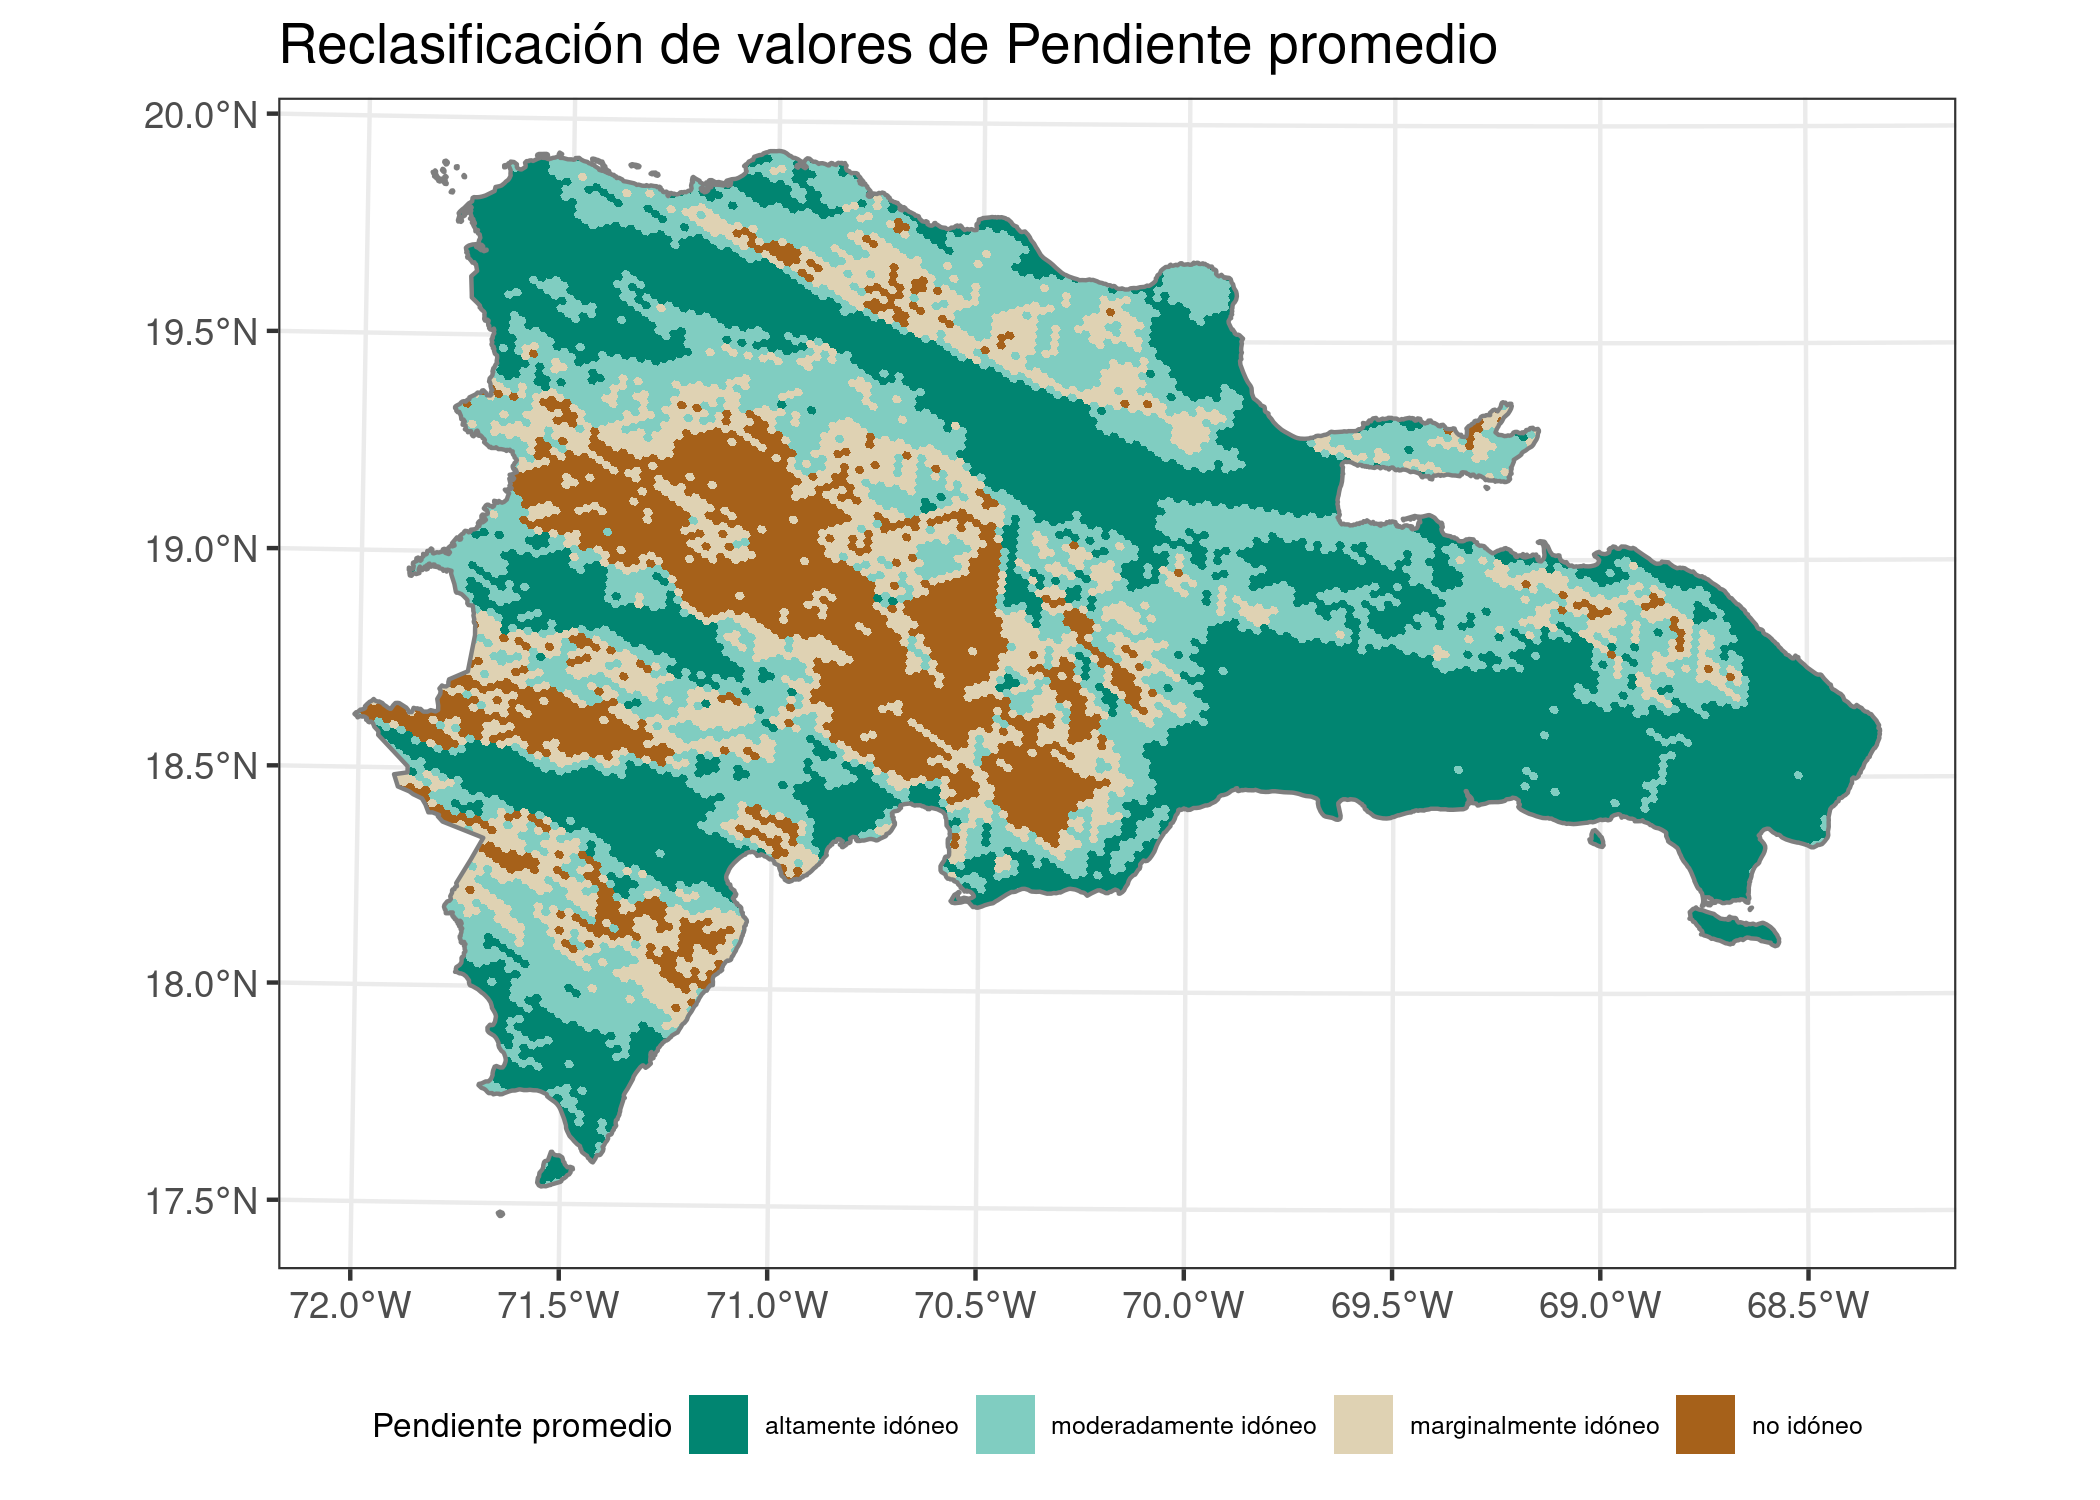 Reclasificación de valores de Pendiente promedio
20.0°N
19.5°N
19.0°N
18.5°N
18.0°N
17.5°N
72.0°W 71.5°W 71.0°W 70.5°W 70.0°W 69.5°W 69.0°W 68.5°W
Pendiente promedio altamente idóneo moderadamente idóneo marginalmente idóneo no idóneo